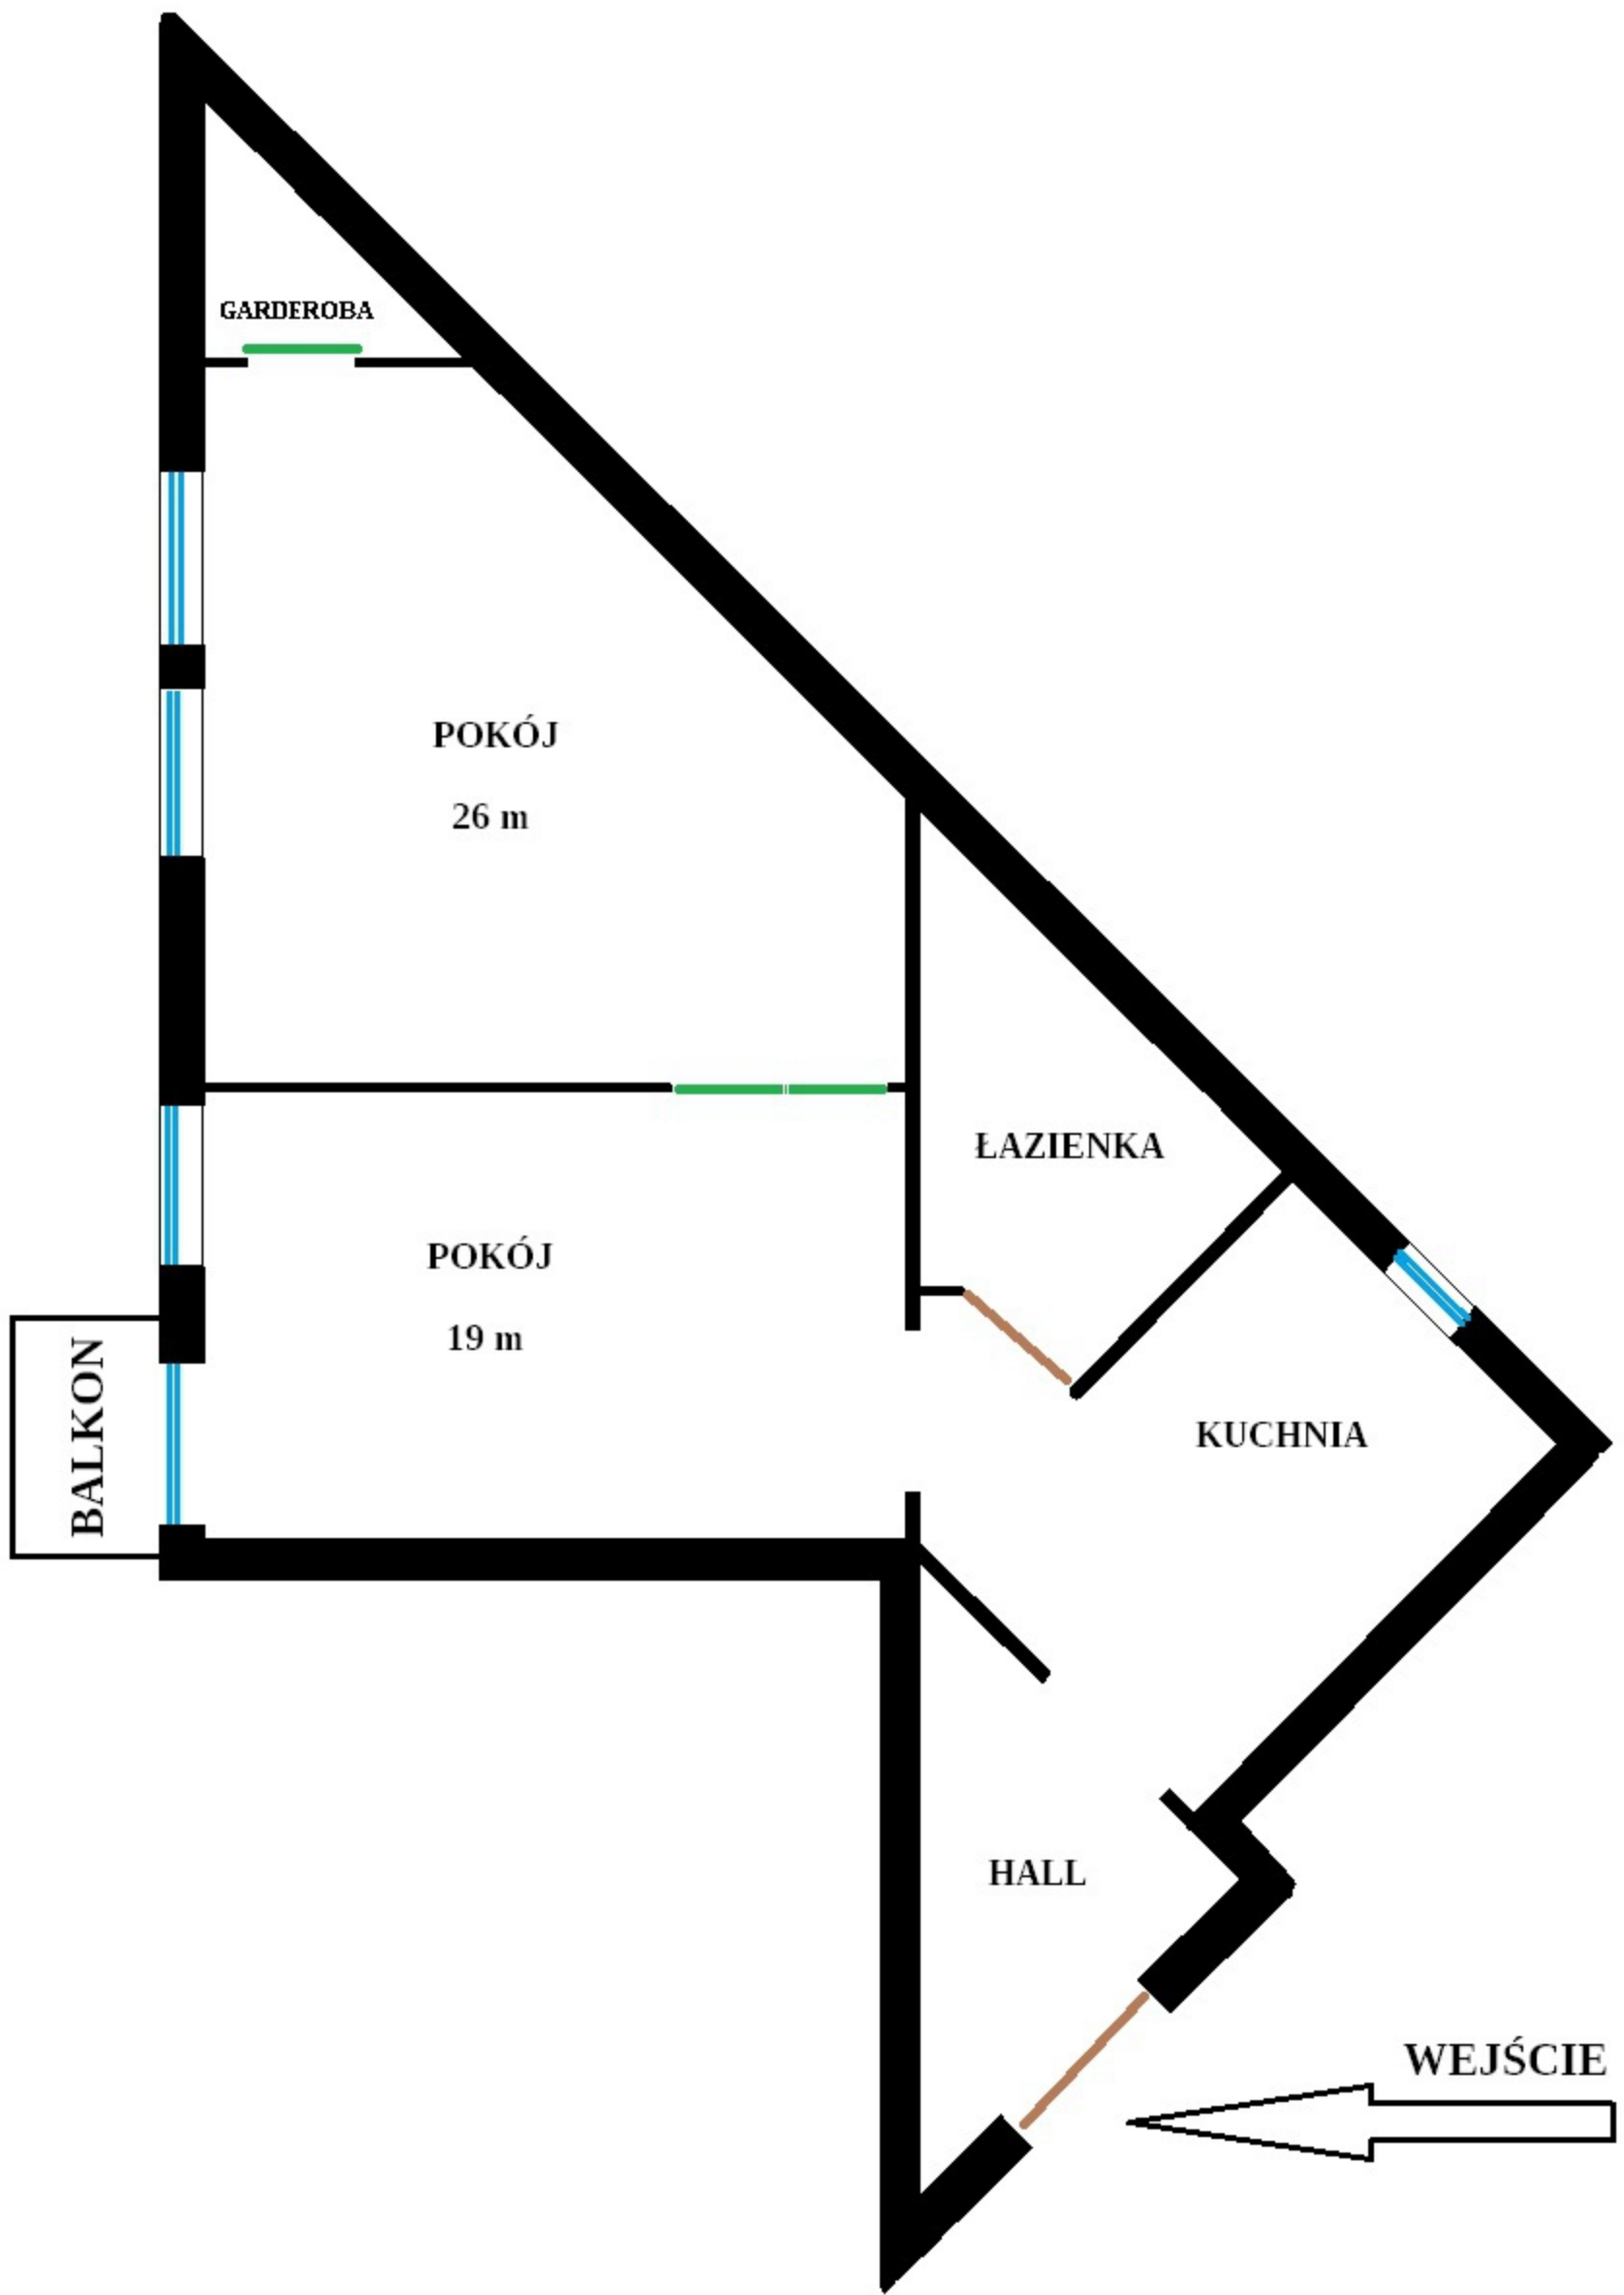 GARDEROBA
POKÓJ
26 m
ŁAZIENKA
POKÓJ
19 m
BALKON
KUCHNIA
HALL
WEJŚCIE